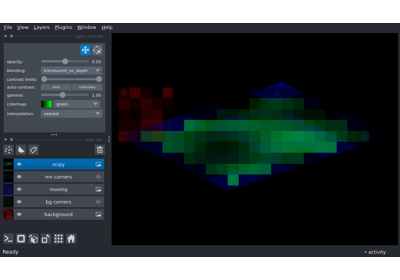 File View Layers Plugins Window Help
opacity: 0.50
blending: translucent_no_depth
contrast limits:
auto-contrast: once continuous
gamma: 1.00
colormap: green
interpolation: nearest
scipy
mv corners
moving
bg corners
background
Ready
activity